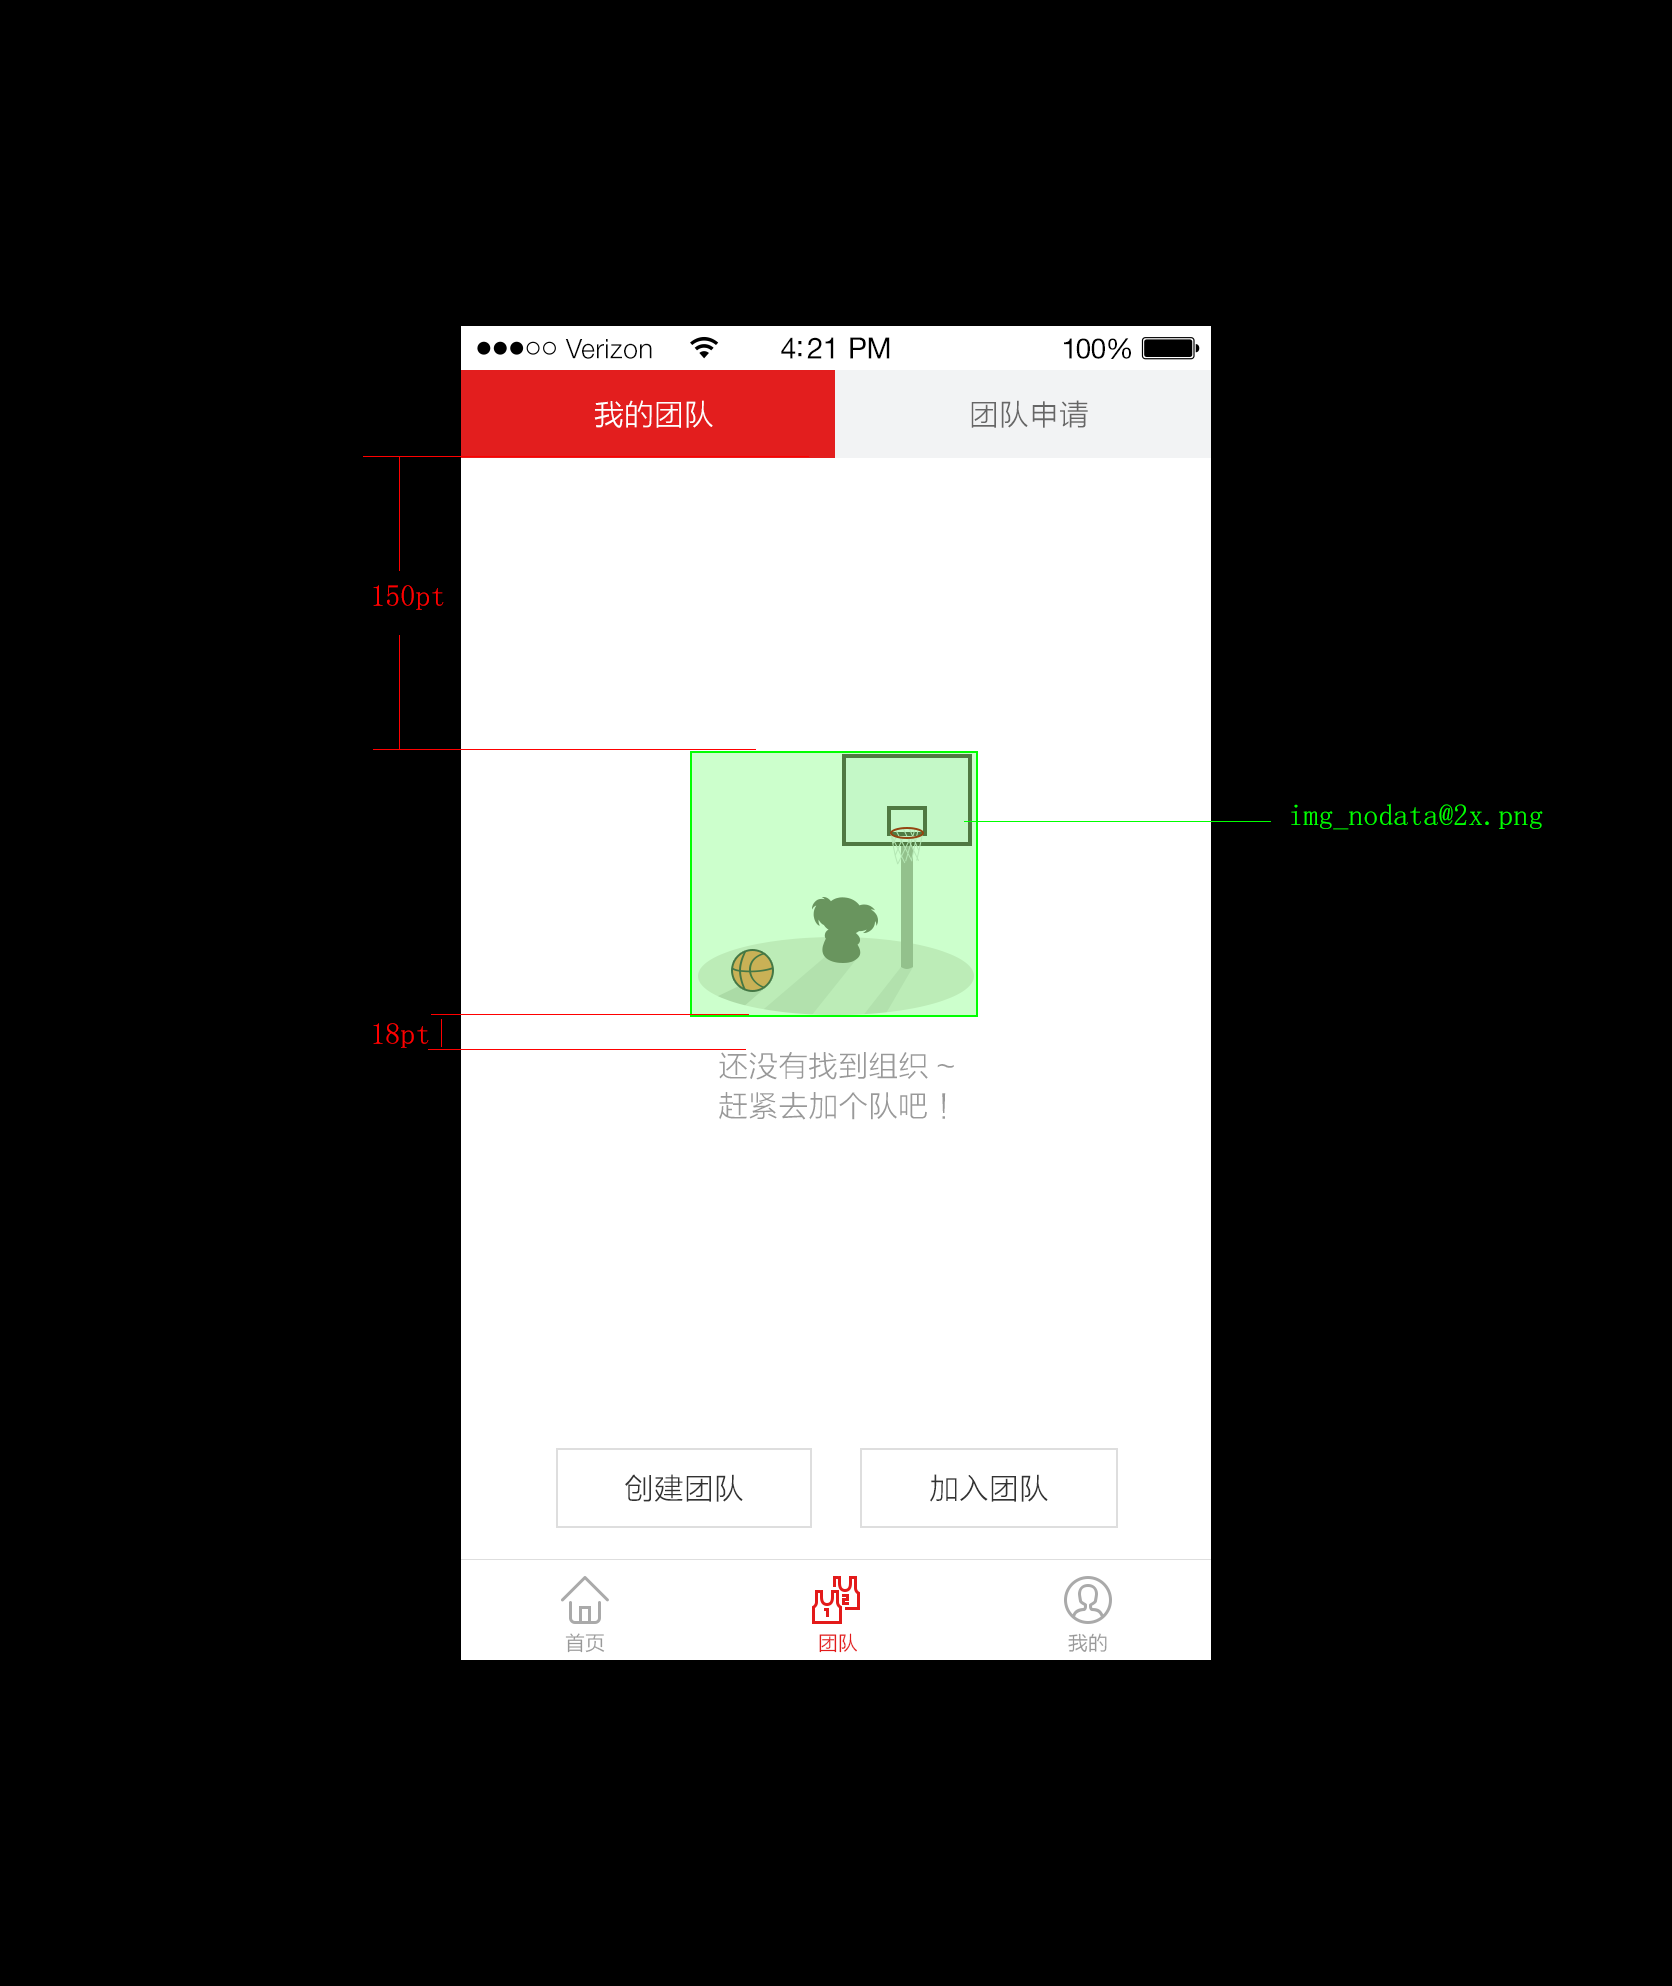 Verizon 4:21 PM 100%
我的团队 团队申请
150pt
img_nodata@2x.png
18pt
还没有找到组织 ~
赶紧去加个队吧！
创建团队 加入团队
首页 团队 我的